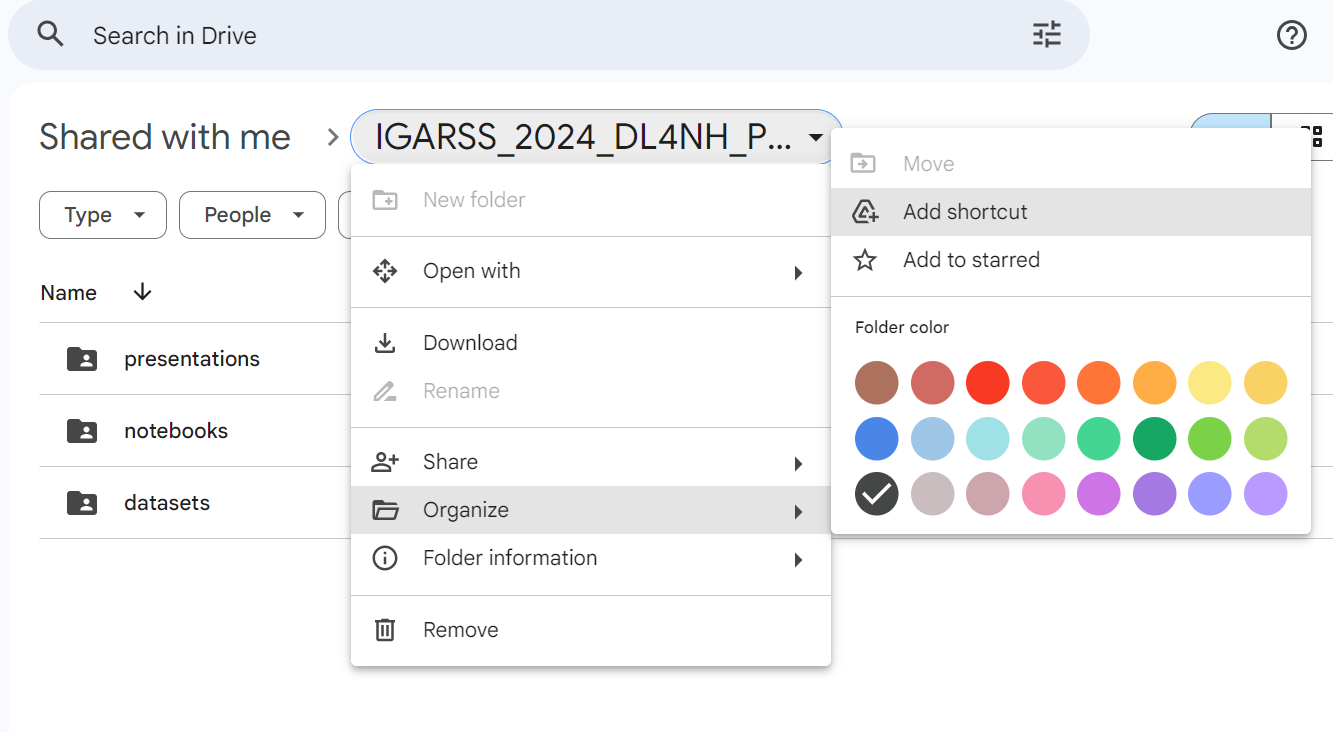 Search in Drive
Shared with me
IGARSS_2024_DL4NH_P...
Type
People
Name
presentations
notebooks
datasets
New folder
Open with
Download
Rename
Share
Organize
Folder information
Remove
Move
Add shortcut
Add to starred
Folder color